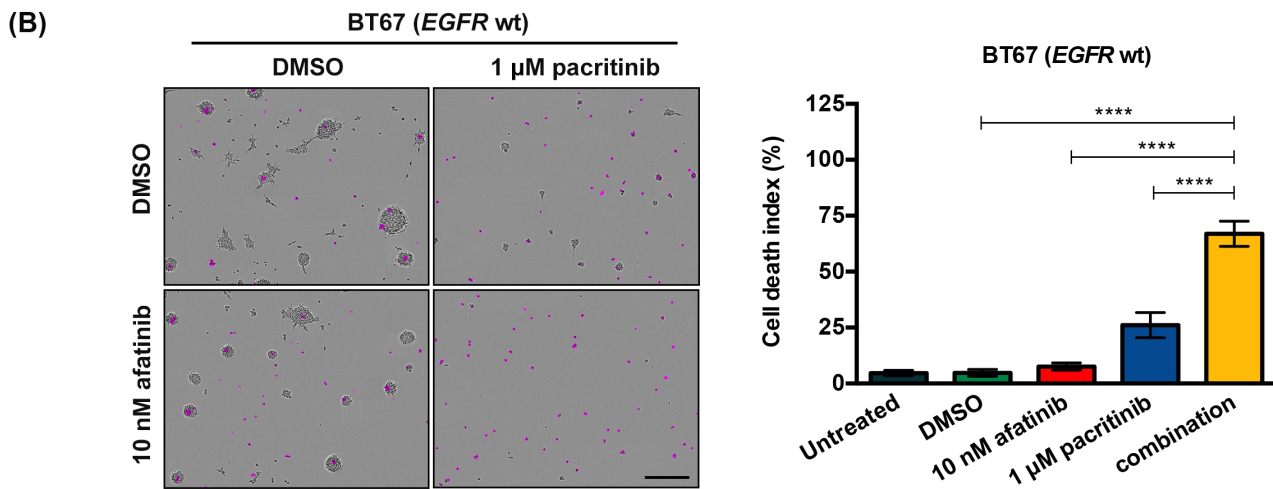 (B)
BT67 (EGFR wt)
DMSO
1 µM pacritinib
DMSO
10 nM afatinib
BT67 (EGFR wt)
Cell death index (%)
125
100
75
50
25
0
****
****
****
Untreated
DMSO
10 nM afatinib
1 µM pacritinib
combination